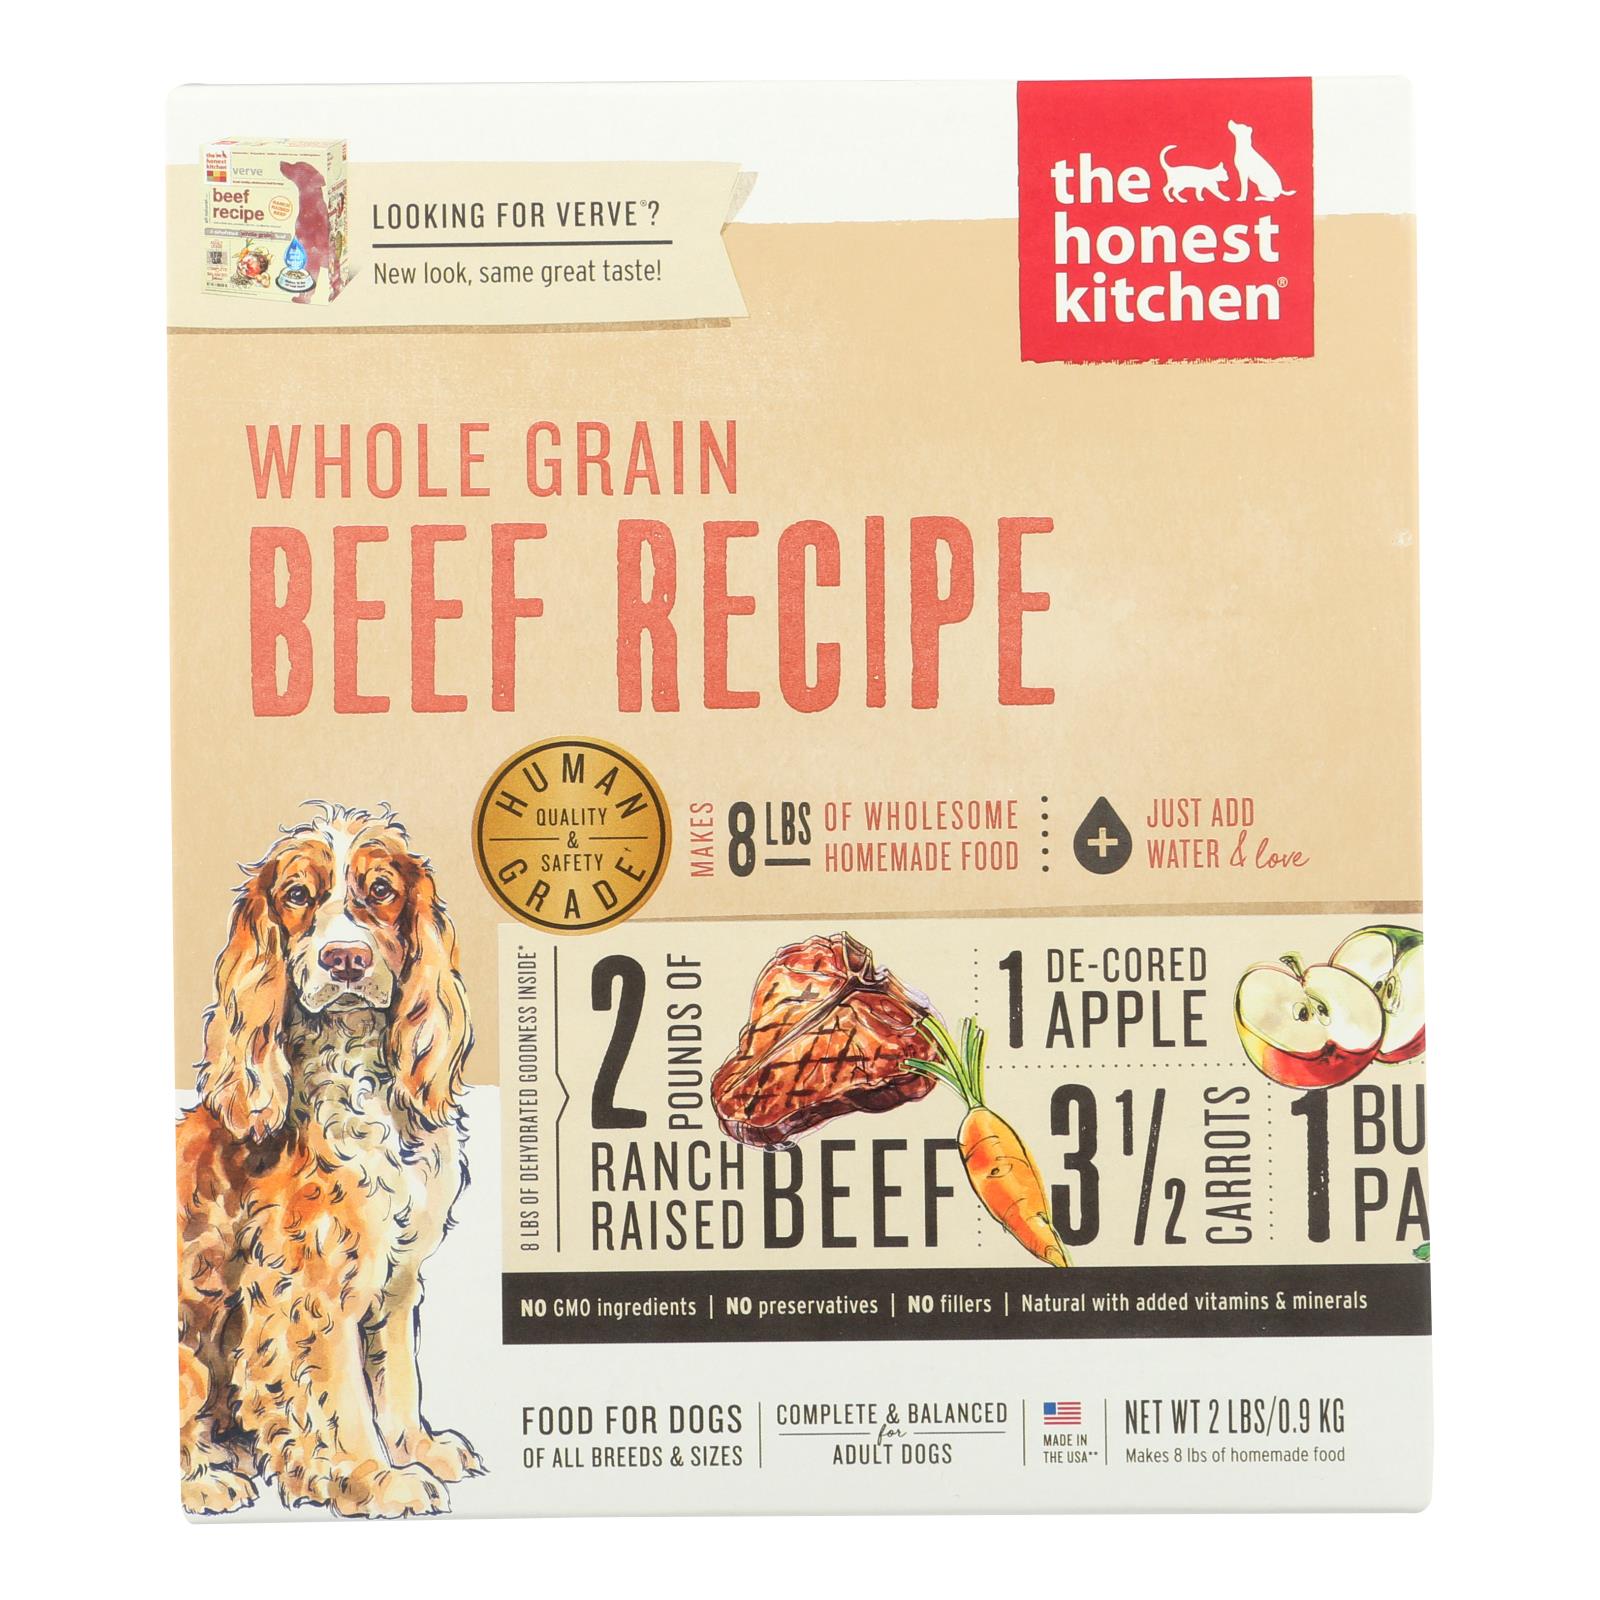 verve
beef
recipe
LOOKING FOR VERVE®?
New look, same great taste!
the
honest
kitchen®
WHOLE GRAIN
BEEF RECIPE
HUMAN
QUALITY
&
SAFETY
GRADE
MAKES
8 LBS
OF WHOLESOME
HOMEMADE FOOD
JUST ADD
WATER & love
8 LBS OF DEHYDRATED GOODNESS INSIDE*
2
POUNDS OF
RANCH
RAISED
BEEF
1 DE-CORED
APPLE
3 1/2
CARROTS
1 BU
PA
NO GMO ingredients | NO preservatives | NO fillers | Natural with added vitamins & minerals
FOOD FOR DOGS
OF ALL BREEDS & SIZES
COMPLETE & BALANCED
for
ADULT DOGS
MADE IN
THE USA**
NET WT 2 LBS/0.9 KG
Makes 8 lbs of homemade food